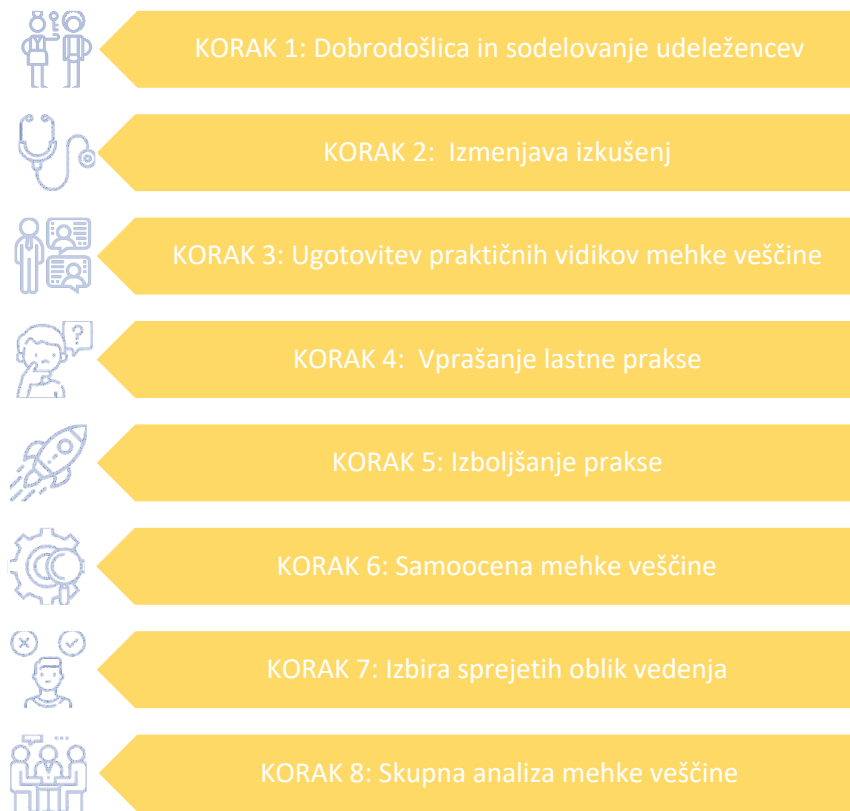 KORAK 1: Dobrodošlica in sodelovanje udeležencev
KORAK 2:  Izmenjava izkušenj
KORAK 3: Ugotovitev praktičnih vidikov mehke veščine
?
KORAK 4:  Vprašanje lastne prakse
KORAK 5: Izboljšanje prakse
KORAK 6: Samoocena mehke veščine
KORAK 7: Izbira sprejetih oblik vedenja
KORAK 8: Skupna analiza mehke veščine